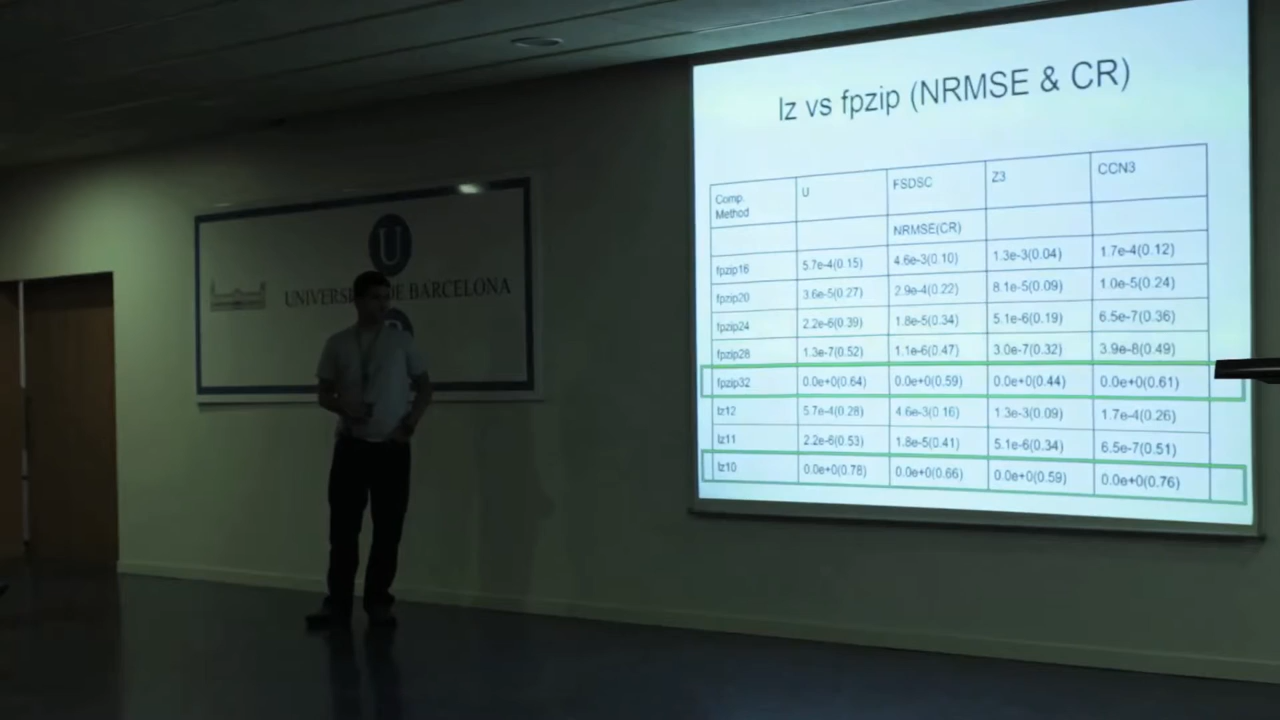 lz vs fpzip (NRMSE & CR)
Comp. Method U FSDSC Z3 CCN3
NRMSE(CR)
fpzip16 5.7e-4(0.15) 4.6e-3(0.10) 1.3e-3(0.04) 1.7e-4(0.12)
fpzip20 3.6e-5(0.27) 2.9e-4(0.22) 8.1e-5(0.09) 1.0e-5(0.24)
fpzip24 2.2e-6(0.39) 1.8e-5(0.34) 5.1e-6(0.19) 6.5e-7(0.36)
fpzip28 1.3e-7(0.52) 1.1e-6(0.47) 3.0e-7(0.32) 3.9e-8(0.49)
fpzip32 0.0e+0(0.64) 0.0e+0(0.59) 0.0e+0(0.44) 0.0e+0(0.61)
lz12 5.7e-4(0.28) 4.6e-3(0.16) 1.3e-3(0.09) 1.7e-4(0.26)
lz11 2.2e-6(0.53) 1.8e-5(0.41) 5.1e-6(0.34) 6.5e-7(0.51)
lz10 0.0e+0(0.78) 0.0e+0(0.66) 0.0e+0(0.59) 0.0e+0(0.76)
U
DE BARCELONA